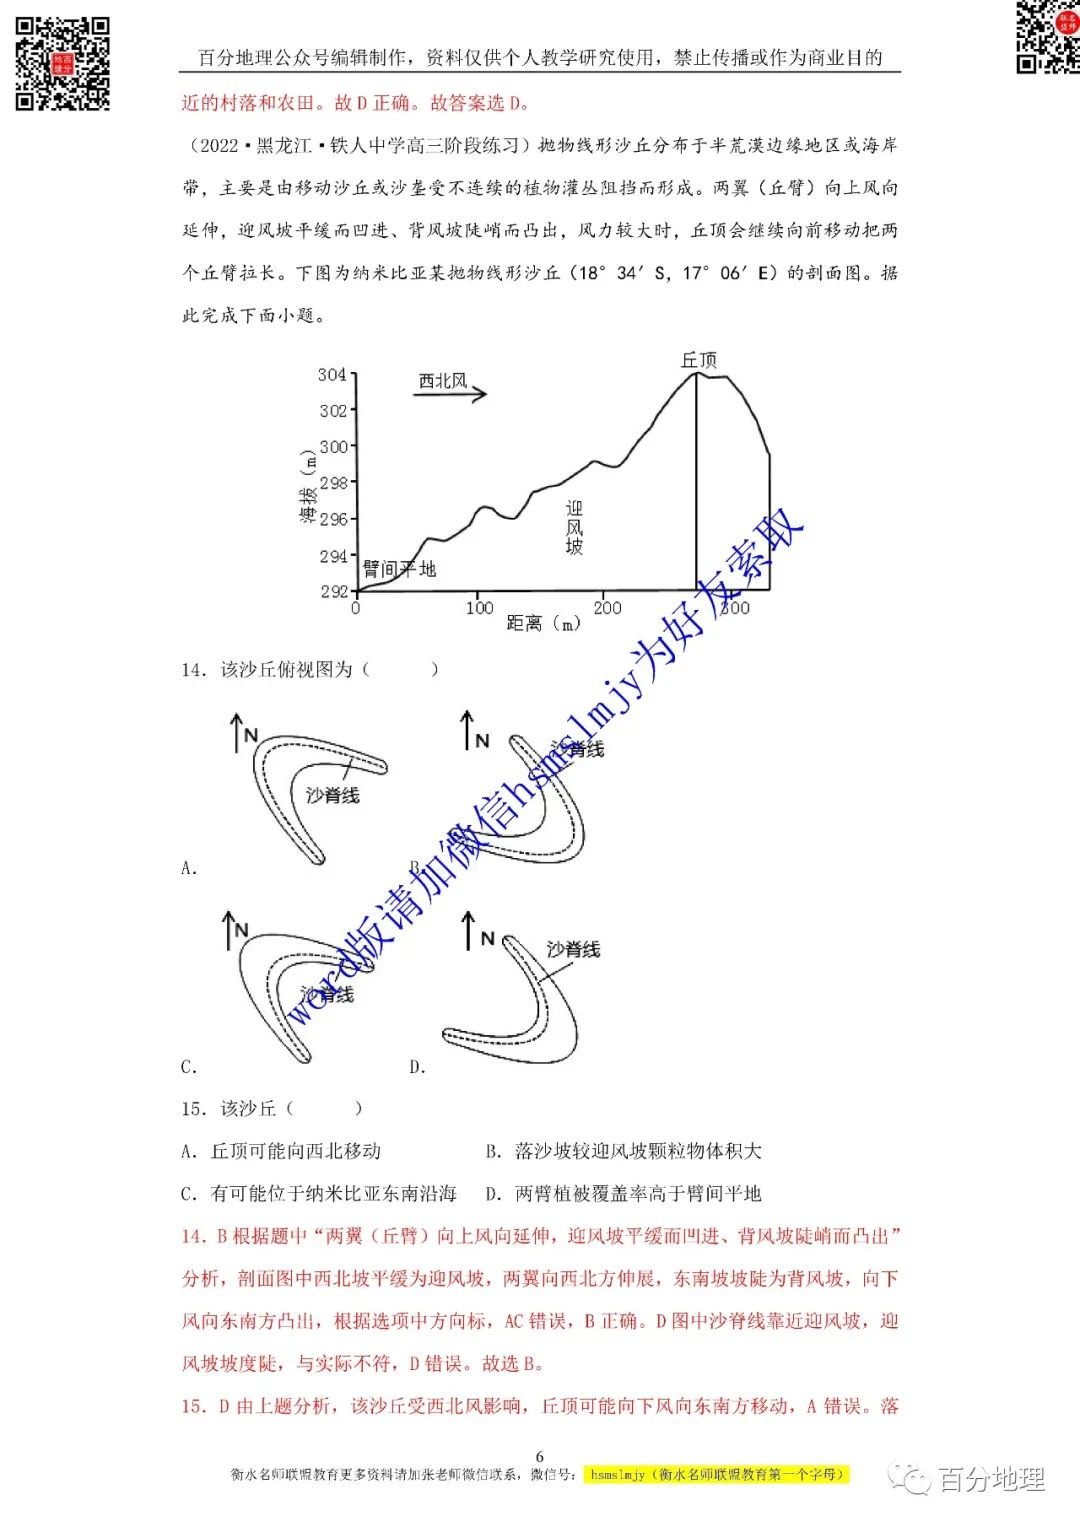 百分地理公众号编辑制作，资料仅供个人教学研究使用，禁止传播或作为商业目的
近的村落和农田。故 D 正确。故答案选 D。
（2022·黑龙江·铁人中学高三阶段练习）抛物线形沙丘分布于半荒漠边缘地区或海岸
带，主要是由移动沙丘或沙垄受不连续的植物灌丛阻挡而形成。两翼（丘臂）向上风向
延伸，迎风坡平缓而凹进、背风坡陡峭而凸出，风力较大时，丘顶会继续向前移动把两
个丘臂拉长。下图为纳米比亚某抛物线形沙丘（18°34′S，17°06′E）的剖面图。据
此完成下面小题。
丘顶
西北风
304
302
300
298
296
294
292
海拔（m）
迎风坡
臂间平地
0 100 200 300
距离（m）
14．该沙丘俯视图为（　　　）
N
沙脊线
A．
N
沙脊线
B．
N
沙脊线
C．
N
沙脊线
D．
15．该沙丘（　　　）
A．丘顶可能向西北移动 B．落沙坡较迎风坡颗粒物体积大
C．有可能位于纳米比亚东南沿海 D．两臂植被覆盖率高于臂间平地
14．B 根据题中“两翼（丘臂）向上风向延伸，迎风坡平缓而凹进、背风坡陡峭而凸出”
分析，剖面图中西北坡平缓为迎风坡，两翼向西北方伸展，东南坡坡陡为背风坡，向下
风向东南方凸出，根据选项中方向标，AC 错误，B 正确。D 图中沙脊线靠近迎风坡，迎
风坡坡度陡，与实际不符，D 错误。故选 B。
15．D 由上题分析，该沙丘受西北风影响，丘顶可能向下风向东南方移动，A 错误。落
word版请加微信hsmslmjy为好友索取
6
衡水名师联盟教育更多资料请加张老师微信联系，微信号： hsmslmjy（衡水名师联盟教育第一个字母）
百分地理